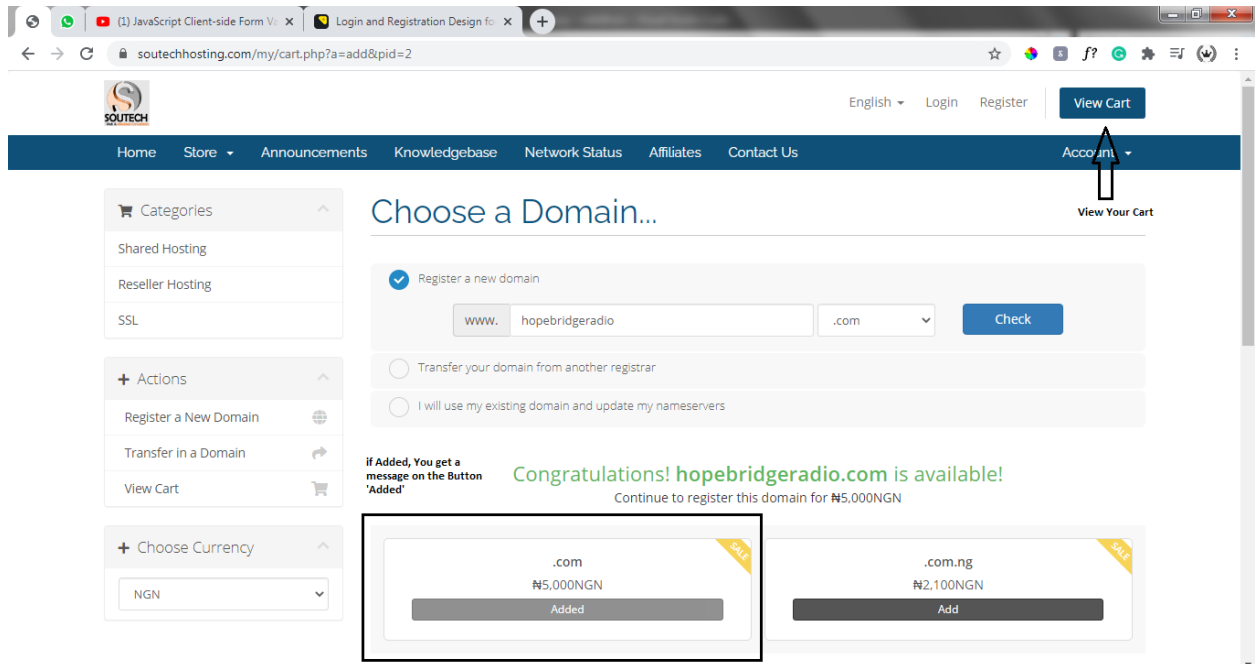 (1) JavaScript Client-side Form Va
Login and Registration Design fo
soutechhosting.com/my/cart.php?a=add&pid=2
f?
SOUTECH
English
Login
Register
View Cart
Home
Store
Announcements
Knowledgebase
Network Status
Affiliates
Contact Us
Account
View Your Cart
Categories
Shared Hosting
Reseller Hosting
SSL
Actions
Register a New Domain
Transfer in a Domain
View Cart
Choose Currency
NGN
Choose a Domain...
Register a new domain
www.
hopebridgeradio
.com
Check
Transfer your domain from another registrar
I will use my existing domain and update my nameservers
if Added, You get a
message on the Button
'Added'
Congratulations! hopebridgeradio.com is available!
Continue to register this domain for ₦5,000NGN
SALE
.com
₦5,000NGN
Added
SALE
.com.ng
₦2,100NGN
Add